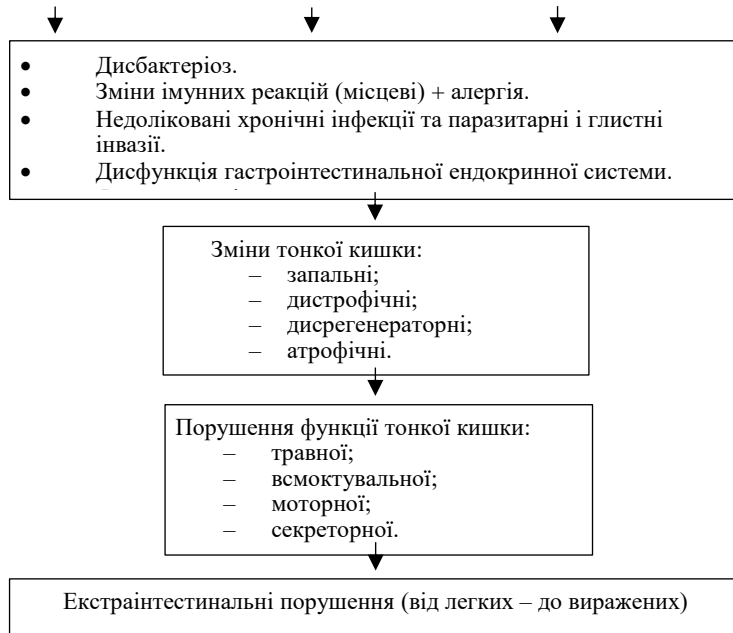 • Дисбактеріоз.
• Зміни імунних реакцій (місцеві) + алергія.
• Недоліковані хронічні інфекції та паразитарні і глистні
інвазії.
• Дисфункція гастроінтестинальної ендокринної системи.
Зміни тонкої кишки:
– запальні;
– дистрофічні;
– дисрегенераторні;
– атрофічні.
Порушення функції тонкої кишки:
– травної;
– всмоктувальної;
– моторної;
– секреторної.
Екстраінтестинальні порушення (від легких – до виражених)